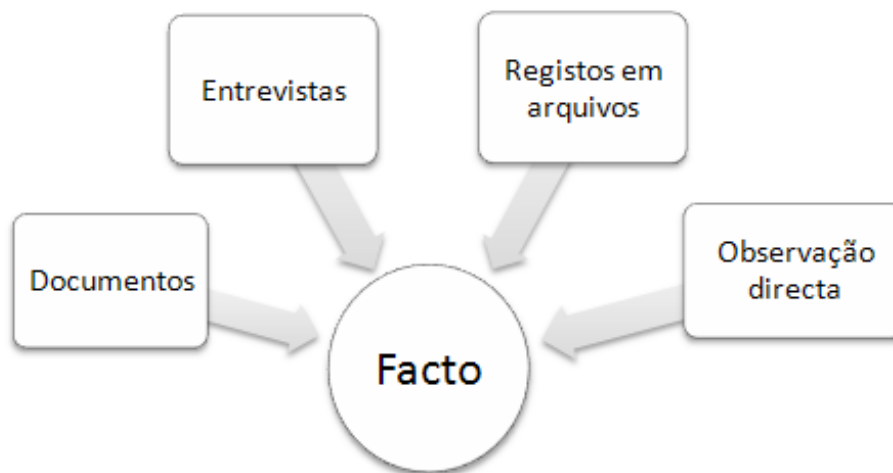 Entrevistas
Registos em
arquivos
Documentos
Observação
directa
Facto